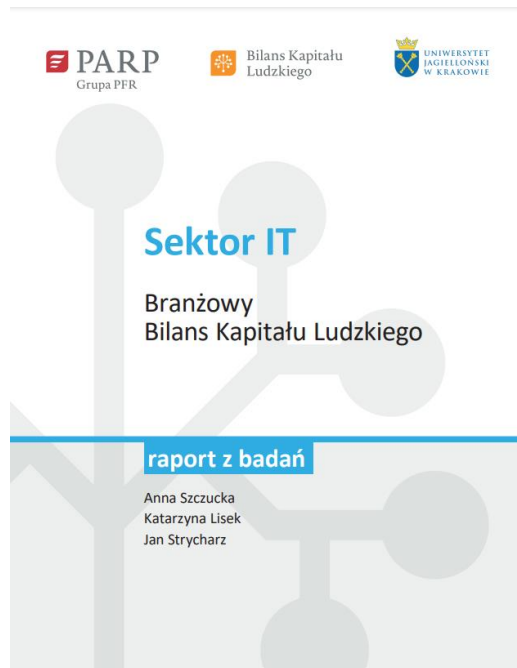 PARP
Grupa PFR
Bilans Kapitału
Ludzkiego
UNIWERSYTET
JAGIELLOŃSKI
W KRAKOWIE
Sektor IT
Branżowy
Bilans Kapitału Ludzkiego
raport z badań
Anna Szczucka
Katarzyna Lisek
Jan Strycharz